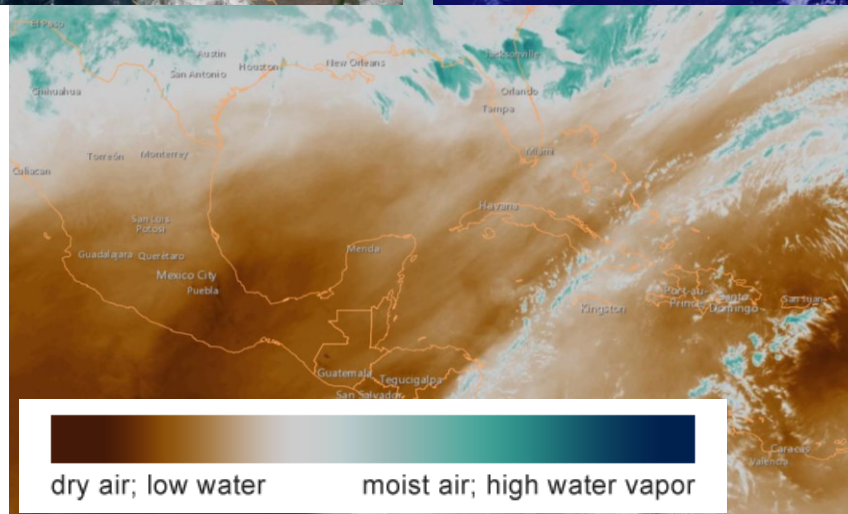 El Paso
Jacksonville
Austin
Houston
New Orleans
San Antonio
Chihuahua
Orlando
Tampa
Torreón
Monterrey
Miami
Culiacan
Havana
San Luis
Potosí
Merida
Guadalajara
Querétaro
Mexico City
Puebla
Port-au-
Prince
Santo
Domingo
San Juan
Kingston
Guatemala
Tegucigalpa
San Salvador
Caracas
Valencia
dry air; low water
moist air; high water vapor